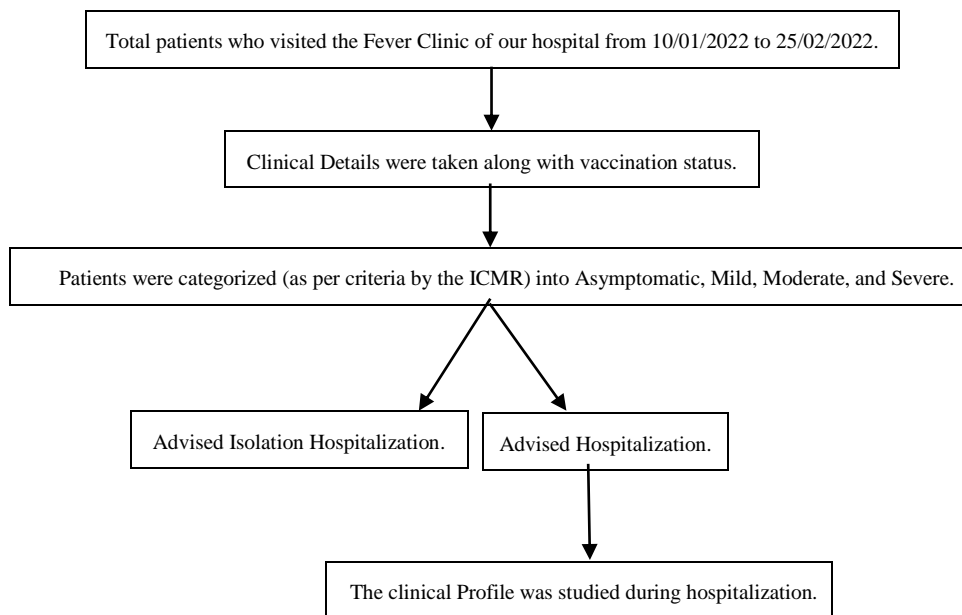 Total patients who visited the Fever Clinic of our hospital from 10/01/2022 to 25/02/2022.
Clinical Details were taken along with vaccination status.
Patients were categorized (as per criteria by the ICMR) into Asymptomatic, Mild, Moderate, and Severe.
Advised Isolation Hospitalization.
Advised Hospitalization.
The clinical Profile was studied during hospitalization.